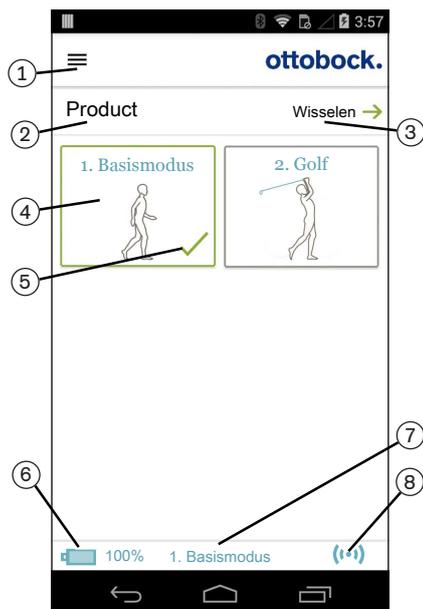 3:57
1
ottobock.
2
Product
Wisselen
3
4
1. Basismodus
2. Golf
5
6
7
8
100%
1. Basismodus